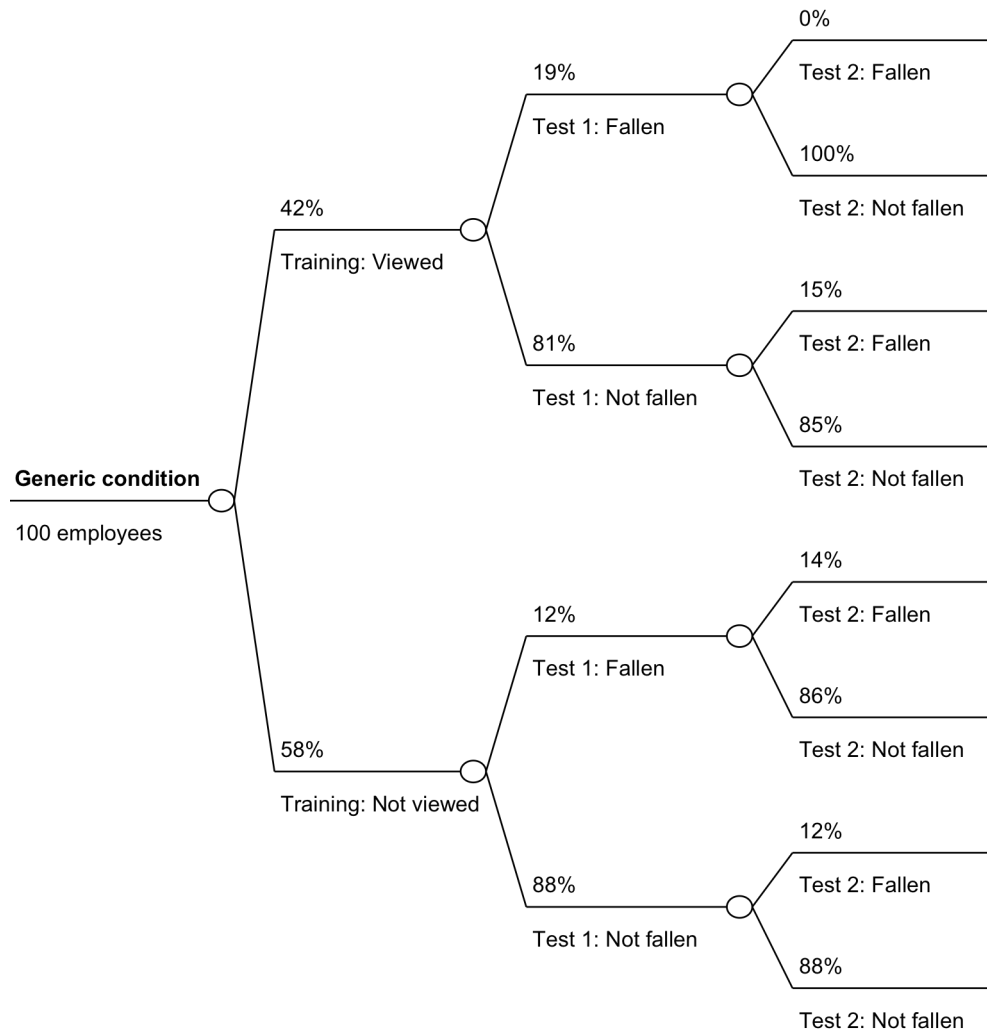 0%
Test 2: Fallen
19%
Test 1: Fallen
100%
Test 2: Not fallen
42%
Training: Viewed
15%
Test 2: Fallen
81%
Test 1: Not fallen
85%
Test 2: Not fallen
Generic condition
100 employees
14%
Test 2: Fallen
12%
Test 1: Fallen
86%
Test 2: Not fallen
58%
Training: Not viewed
12%
Test 2: Fallen
88%
Test 1: Not fallen
88%
Test 2: Not fallen